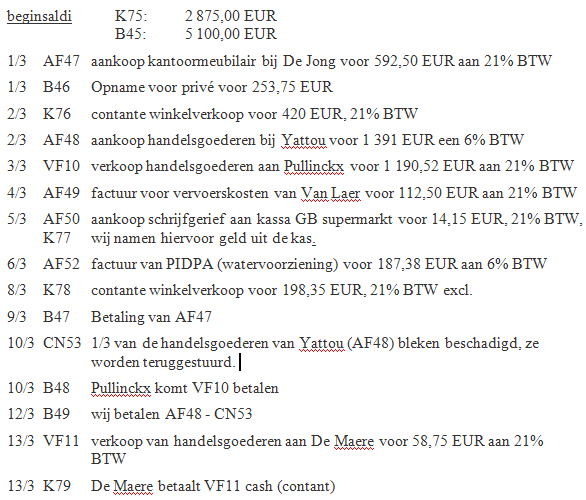 beginsaldi K75: 2 875,00 EUR
B45: 5 100,00 EUR
1/3 AF47 aankoop kantoormeubilair bij De Jong voor 592,50 EUR aan 21% BTW
1/3 B46 Opname voor privé voor 253,75 EUR
2/3 K76 contante winkelverkoop voor 420 EUR, 21% BTW
2/3 AF48 aankoop handelsgoederen bij Yattou voor 1 391 EUR een 6% BTW
3/3 VF10 verkoop handelsgoederen aan Pullinckx voor 1 190,52 EUR aan 21% BTW
4/3 AF49 factuur voor vervoerskosten van Van Laer voor 112,50 EUR aan 21% BTW
5/3 AF50 aankoop schrijfgerief aan kassa GB supermarkt voor 14,15 EUR, 21% BTW,
K77 wij namen hiervoor geld uit de kas.
6/3 AF52 factuur van PIDPA (watervoorziening) voor 187,38 EUR aan 6% BTW
8/3 K78 contante winkelverkoop voor 198,35 EUR, 21% BTW excl.
9/3 B47 Betaling van AF47
10/3 CN53 1/3 van de handelsgoederen van Yattou (AF48) bleken beschadigd, ze
worden teruggestuurd.
10/3 B48 Pullinckx komt VF10 betalen
12/3 B49 wij betalen AF48 - CN53
13/3 VF11 verkoop van handelsgoederen aan De Maere voor 58,75 EUR aan 21%
BTW
13/3 K79 De Maere betaalt VF11 cash (contant)